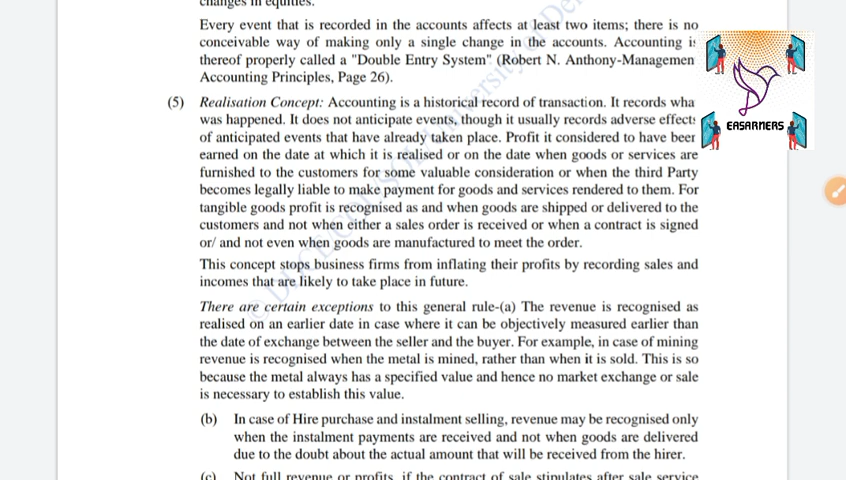 changes in equities.
Every event that is recorded in the accounts affects at least two items; there is no
conceivable way of making only a single change in the accounts. Accounting is
thereof properly called a "Double Entry System" (Robert N. Anthony-Managemen
Accounting Principles, Page 26).
(5) Realisation Concept: Accounting is a historical record of transaction. It records wha
was happened. It does not anticipate events, though it usually records adverse effects
of anticipated events that have already taken place. Profit it considered to have been
earned on the date at which it is realised or on the date when goods or services are
furnished to the customers for some valuable consideration or when the third Party
becomes legally liable to make payment for goods and services rendered to them. For
tangible goods profit is recognised as and when goods are shipped or delivered to the
customers and not when either a sales order is received or when a contract is signed
or/ and not even when goods are manufactured to meet the order.
This concept stops business firms from inflating their profits by recording sales and
incomes that are likely to take place in future.
There are certain exceptions to this general rule-(a) The revenue is recognised as
realised on an earlier date in case where it can be objectively measured earlier than
the date of exchange between the seller and the buyer. For example, in case of mining
revenue is recognised when the metal is mined, rather than when it is sold. This is so
because the metal always has a specified value and hence no market exchange or sale
is necessary to establish this value.
(b) In case of Hire purchase and instalment selling, revenue may be recognised only
when the instalment payments are received and not when goods are delivered
due to the doubt about the actual amount that will be received from the hirer.
(c) Not full revenue or profits, if the contract of sale stipulates after sale service
EASARNERS